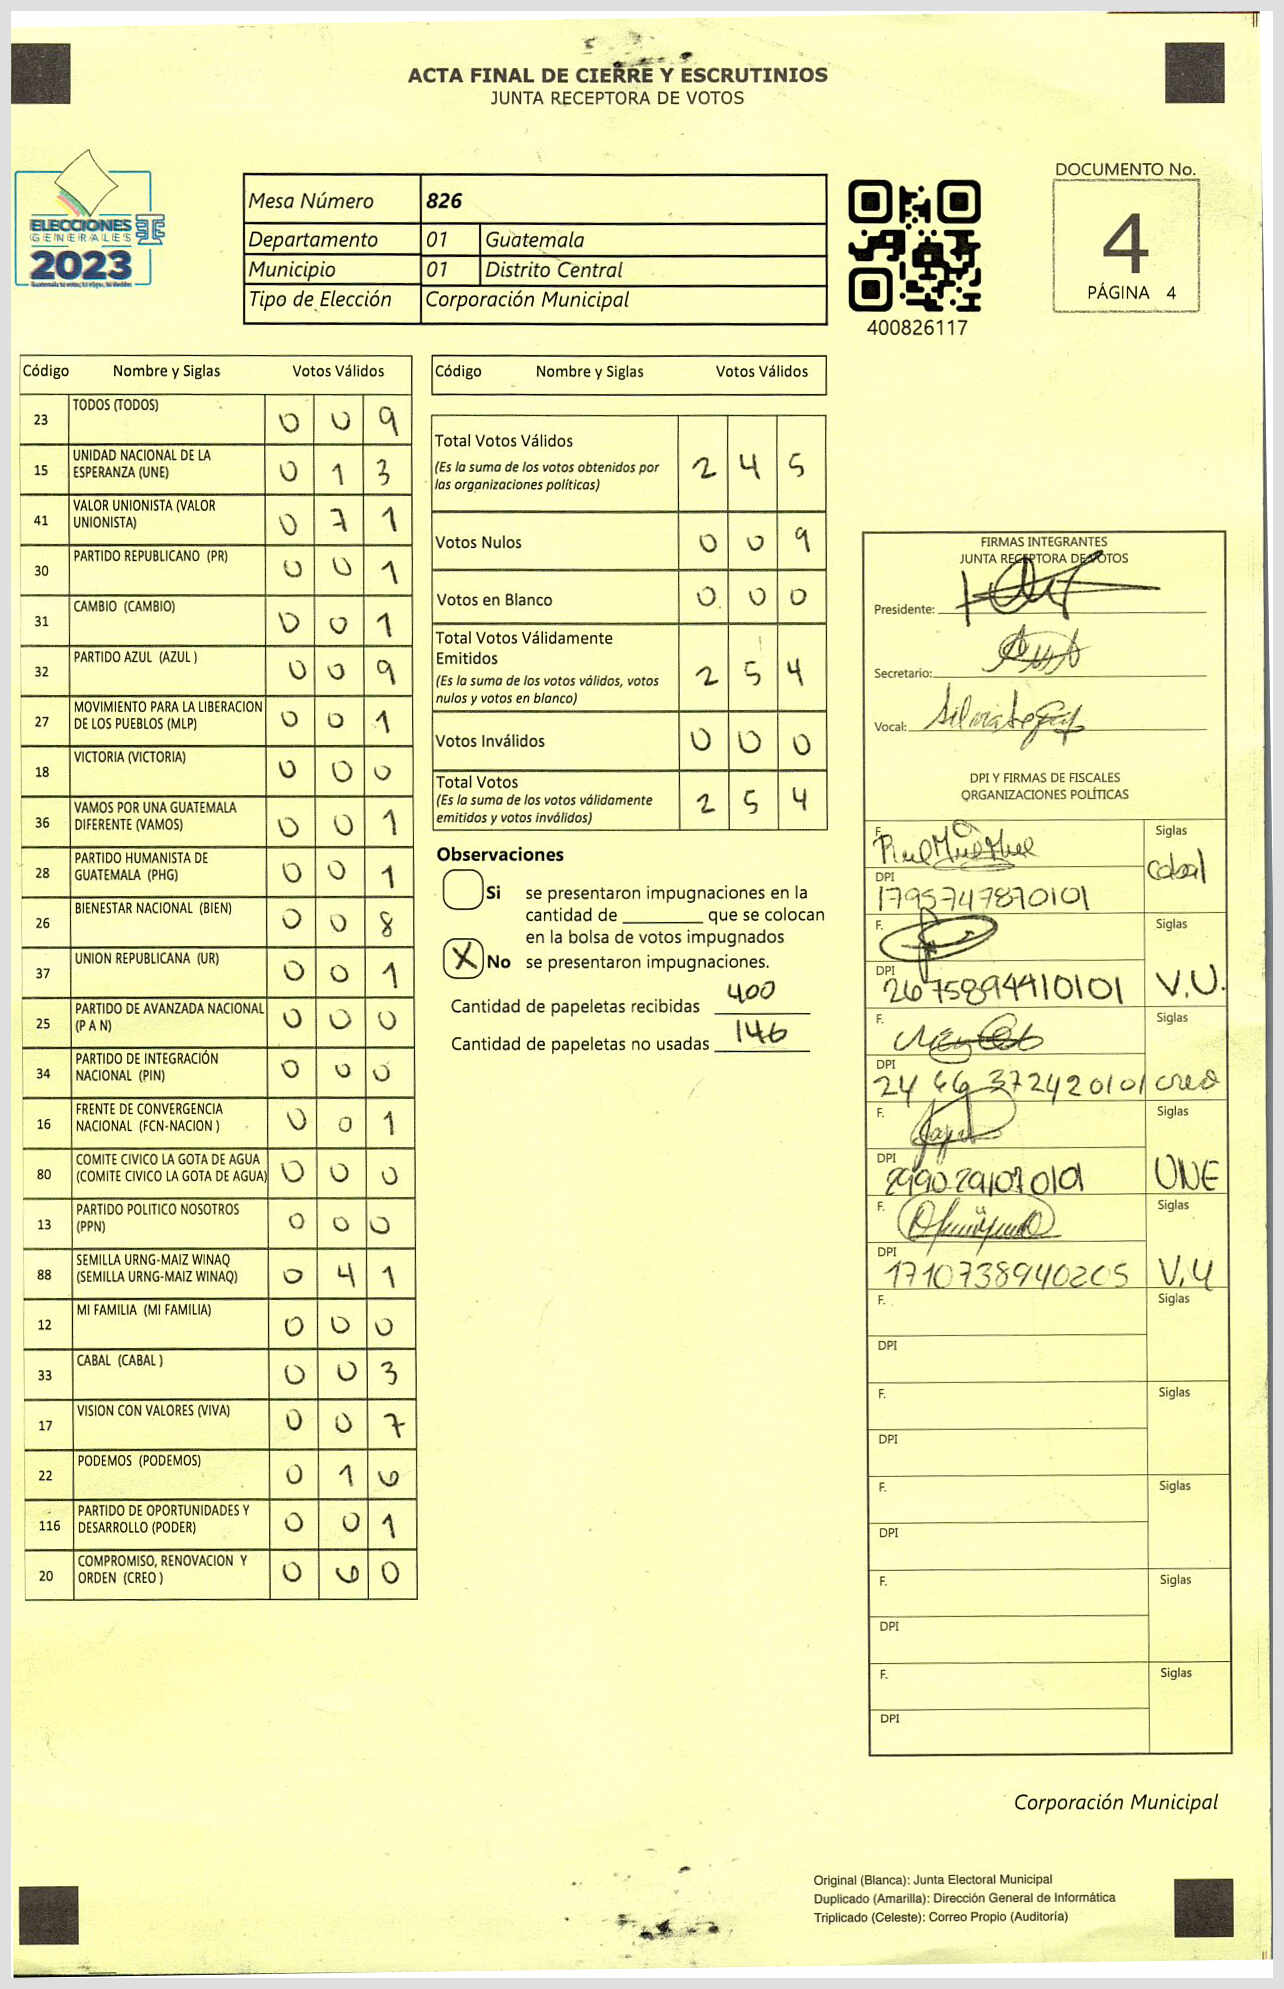 ACTA FINAL DE CIERRE Y ESCRUTINIOS
JUNTA RECEPTORA DE VOTOS
ELECCIONES
GENERALES
2023
Mesa Número 826
Departamento 01 Guatemala
Municipio 01 Distrito Central
Tipo de Elección Corporación Municipal
400826117
DOCUMENTO No.
4
PÁGINA 4
Código Nombre y Siglas Votos Válidos
23 TODOS (TODOS) 0 0 9
15 UNIDAD NACIONAL DE LA
ESPERANZA (UNE) 0 1 3
41 VALOR UNIONISTA (VALOR
UNIONISTA) 0 7 1
30 PARTIDO REPUBLICANO (PR) 0 0 1
31 CAMBIO (CAMBIO) 0 0 1
32 PARTIDO AZUL (AZUL ) 0 0 9
27 MOVIMIENTO PARA LA LIBERACION
DE LOS PUEBLOS (MLP) 0 0 1
18 VICTORIA (VICTORIA) 0 0 0
36 VAMOS POR UNA GUATEMALA
DIFERENTE (VAMOS) 0 0 1
28 PARTIDO HUMANISTA DE
GUATEMALA (PHG) 0 0 1
26 BIENESTAR NACIONAL (BIEN) 0 0 8
37 UNION REPUBLICANA (UR) 0 0 1
25 PARTIDO DE AVANZADA NACIONAL
(P A N) 0 0 0
34 PARTIDO DE INTEGRACIÓN
NACIONAL (PIN) 0 0 0
16 FRENTE DE CONVERGENCIA
NACIONAL (FCN-NACION ) 0 0 1
80 COMITE CIVICO LA GOTA DE AGUA
(COMITE CIVICO LA GOTA DE AGUA) 0 0 0
13 PARTIDO POLITICO NOSOTROS
(PPN) 0 0 0
88 SEMILLA URNG-MAIZ WINAQ
(SEMILLA URNG-MAIZ WINAQ) 0 4 1
12 MI FAMILIA (MI FAMILIA) 0 0 0
33 CABAL (CABAL ) 0 0 3
17 VISION CON VALORES (VIVA) 0 0 7
22 PODEMOS (PODEMOS) 0 1 6
116 PARTIDO DE OPORTUNIDADES Y
DESARROLLO (PODER) 0 0 1
20 COMPROMISO, RENOVACION Y
ORDEN (CREO ) 0 6 0
Código Nombre y Siglas Votos Válidos
Total Votos Válidos
(Es la suma de los votos obtenidos por
las organizaciones políticas) 2 4 5
Votos Nulos 0 0 9
Votos en Blanco 0 0 0
Total Votos Válidamente
Emitidos
(Es la suma de los votos válidos, votos
nulos y votos en blanco) 2 5 4
Votos Inválidos 0 0 0
Total Votos
(Es la suma de los votos válidamente
emitidos y votos inválidos) 2 5 4
Observaciones
Si se presentaron impugnaciones en la
cantidad de ________ que se colocan
en la bolsa de votos impugnados
X No se presentaron impugnaciones.
Cantidad de papeletas recibidas 400
Cantidad de papeletas no usadas 146
FIRMAS INTEGRANTES
JUNTA RECEPTORA DE VOTOS
Presidente:
Secretario:
Vocal:
DPI Y FIRMAS DE FISCALES
ORGANIZACIONES POLÍTICAS
F. Siglas
cabal
DPI
1795747870101
F. Siglas
DPI
2675894410101 V.U.
F. Siglas
DPI
24 66 372420101 creo
F. Siglas
DPI
UNE
F. Siglas
DPI
1710738940205 V.U
F. Siglas
DPI
F. Siglas
DPI
F. Siglas
DPI
F. Siglas
DPI
F. Siglas
DPI
Corporación Municipal
Original (Blanca): Junta Electoral Municipal
Duplicado (Amarilla): Dirección General de Informática
Triplicado (Celeste): Correo Propio (Auditoría)